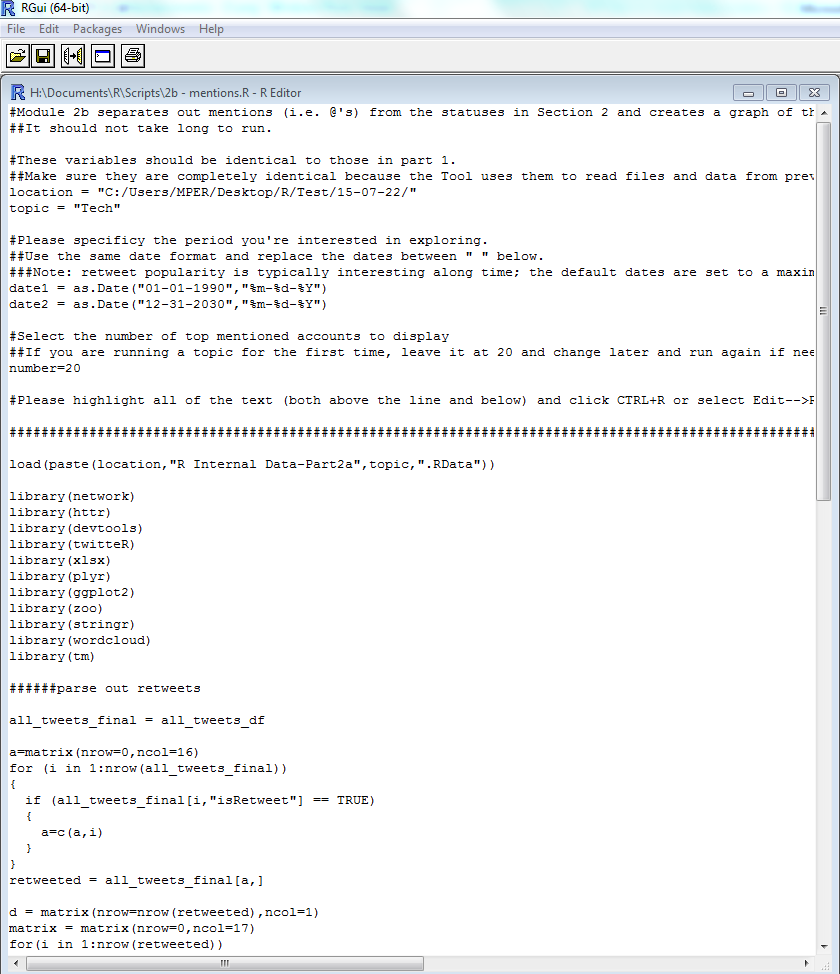 RGui (64-bit)
File Edit Packages Windows Help
H:\Documents\R\Scripts\2b - mentions.R - R Editor
#Module 2b separates out mentions (i.e. @'s) from the statuses in Section 2 and creates a graph of th
##It should not take long to run.
#These variables should be identical to those in part 1.
##Make sure they are completely identical because the Tool uses them to read files and data from prev
location = "C:/Users/MPER/Desktop/R/Test/15-07-22/"
topic = "Tech"
#Please specificy the period you're interested in exploring.
##Use the same date format and replace the dates between " " below.
###Note: retweet popularity is typically interesting along time; the default dates are set to a maxim
date1 = as.Date("01-01-1990","%m-%d-%Y")
date2 = as.Date("12-31-2030","%m-%d-%Y")
#Select the number of top mentioned accounts to display
##If you are running a topic for the first time, leave it at 20 and change later and run again if nee
number=20
#Please highlight all of the text (both above the line and below) and click CTRL+R or select Edit-->R
#####################################################################################################
load(paste(location,"R Internal Data-Part2a",topic,".RData"))
library(network)
library(httr)
library(devtools)
library(twitteR)
library(xlsx)
library(plyr)
library(ggplot2)
library(zoo)
library(stringr)
library(wordcloud)
library(tm)
######parse out retweets
all_tweets_final = all_tweets_df
a=matrix(nrow=0,ncol=16)
for (i in 1:nrow(all_tweets_final))
{
if (all_tweets_final[i,"isRetweet"] == TRUE)
{
a=c(a,i)
}
}
retweeted = all_tweets_final[a,]
d = matrix(nrow=nrow(retweeted),ncol=1)
matrix = matrix(nrow=0,ncol=17)
for(i in 1:nrow(retweeted))